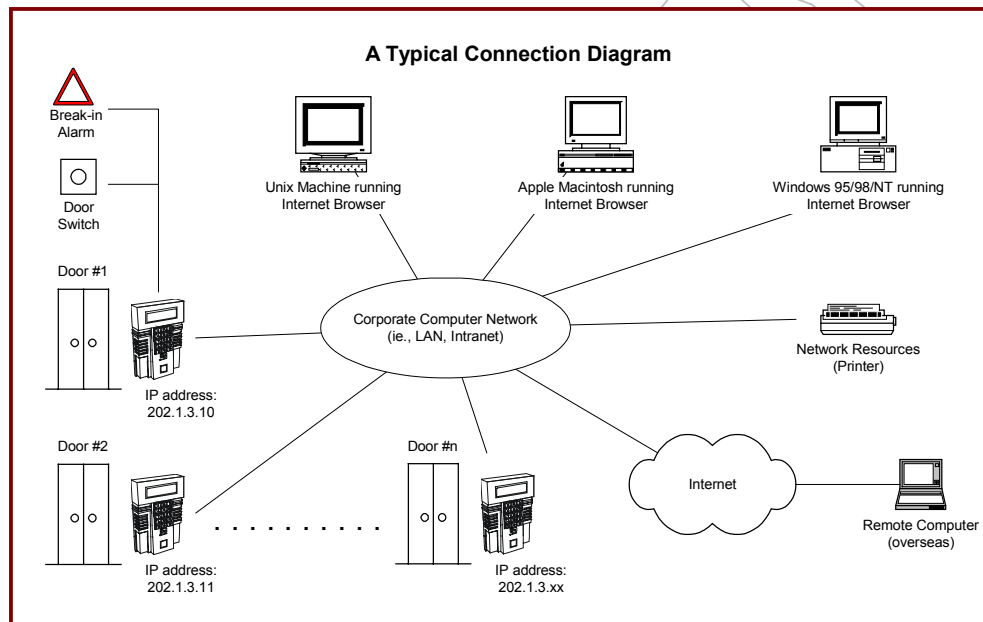 A Typical Connection Diagram
Break-in
Alarm
Door
Switch
Unix Machine running
Internet Browser
Apple Macintosh running
Internet Browser
Windows 95/98/NT running
Internet Browser
Door #1
IP address:
202.1.3.10
Corporate Computer Network
(ie., LAN, Intranet)
Network Resources
(Printer)
Door #2
IP address:
202.1.3.11
. . . . . . . . . .
Door #n
IP address:
202.1.3.xx
Internet
Remote Computer
(overseas)